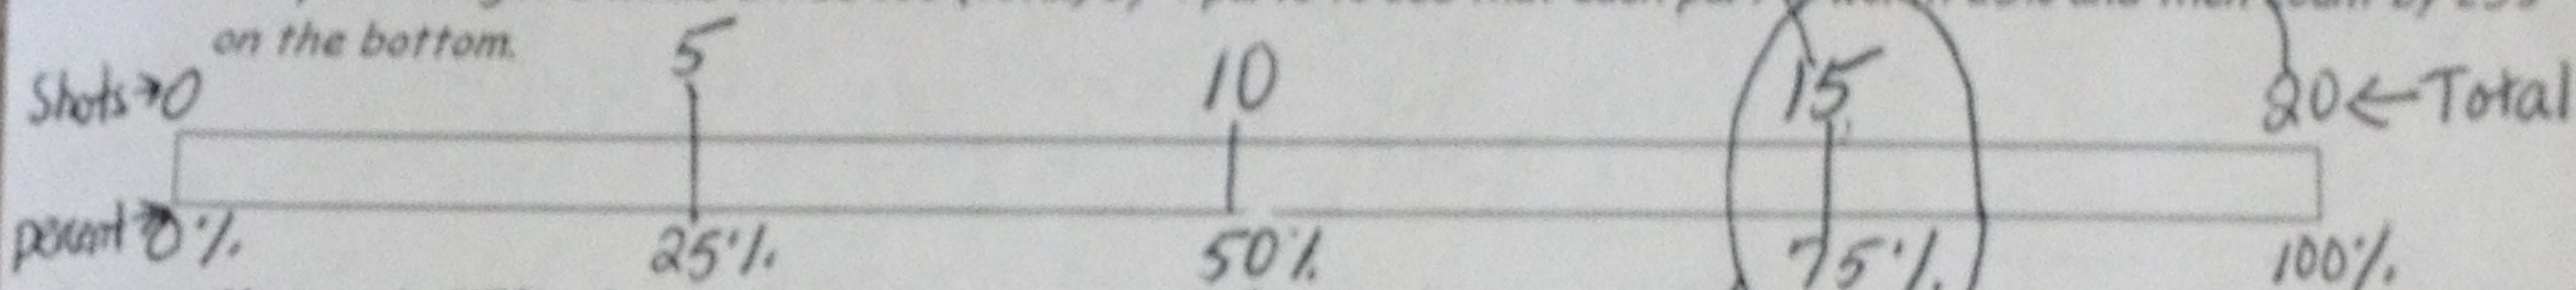 on the bottom.
Shots→0 5 10 15 20←Total
percent→0% 25% 50% 75% 100%